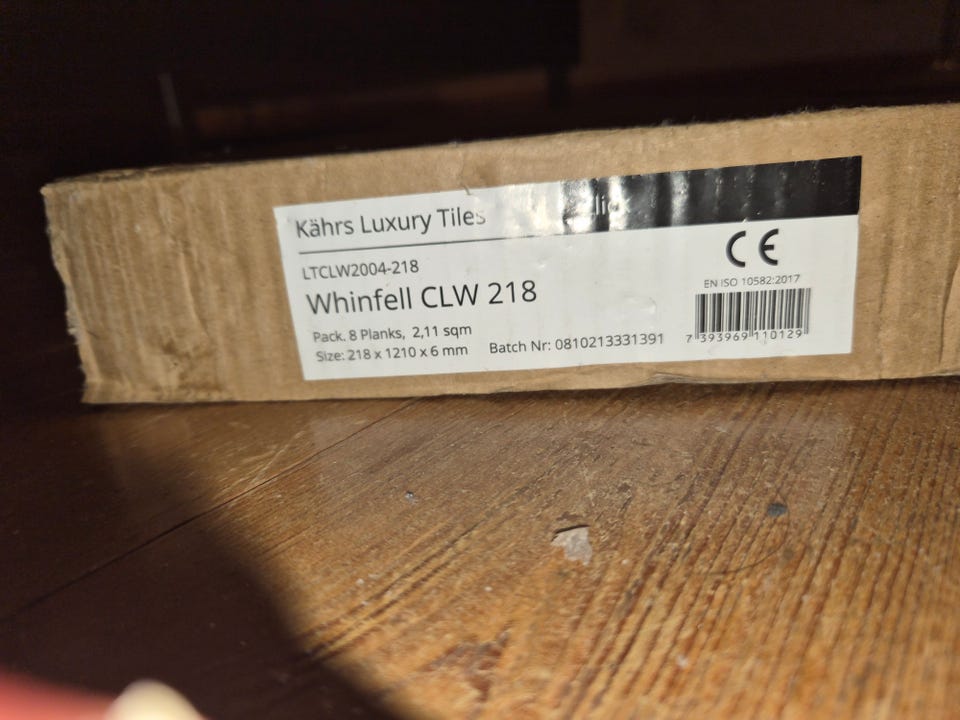 Kährs Luxury Tiles
LTCLW2004-218
Whinfell CLW 218
Pack. 8 Planks, 2,11 sqm
Size: 218 x 1210 x 6 mm
Batch Nr: 0810213331391
CE
EN ISO 10582:2017
7 393969 110129